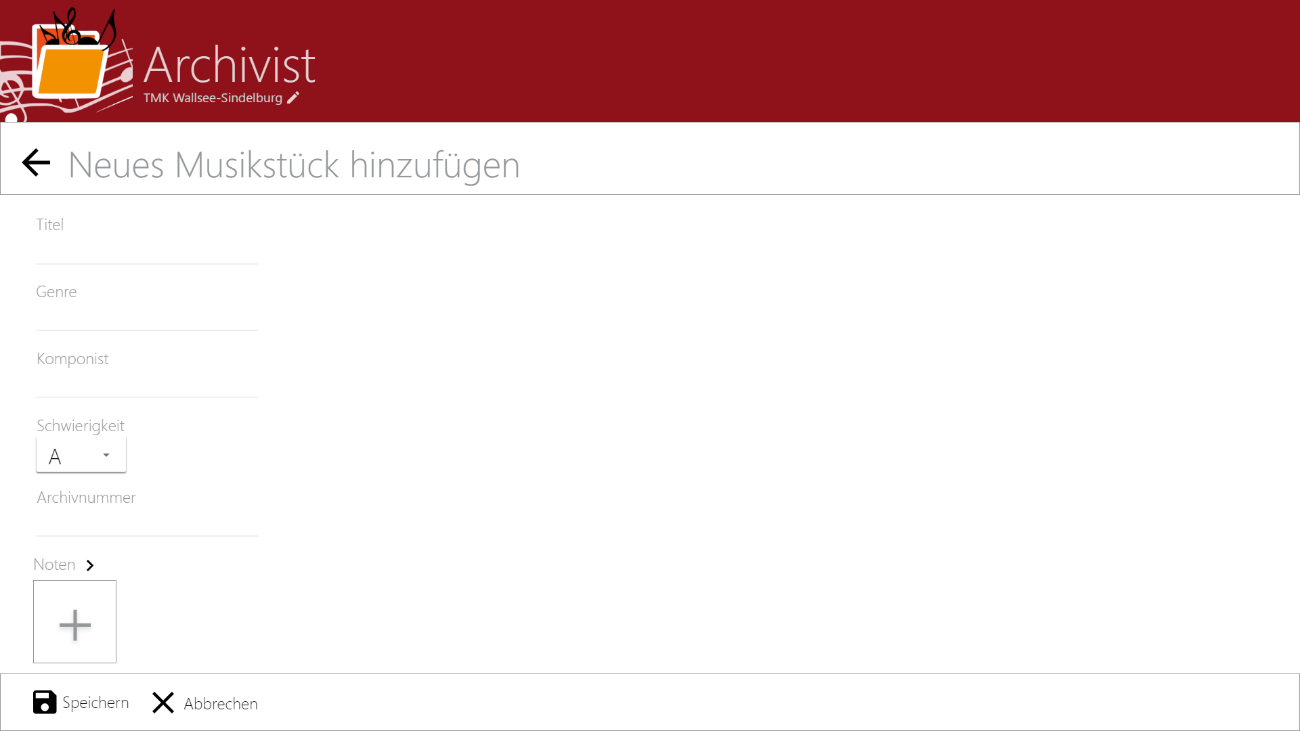 Archivist
TMK Wallsee-Sindelburg
Neues Musikstück hinzufügen
Titel
Genre
Komponist
Schwierigkeit
A
Archivnummer
Noten
Speichern Abbrechen